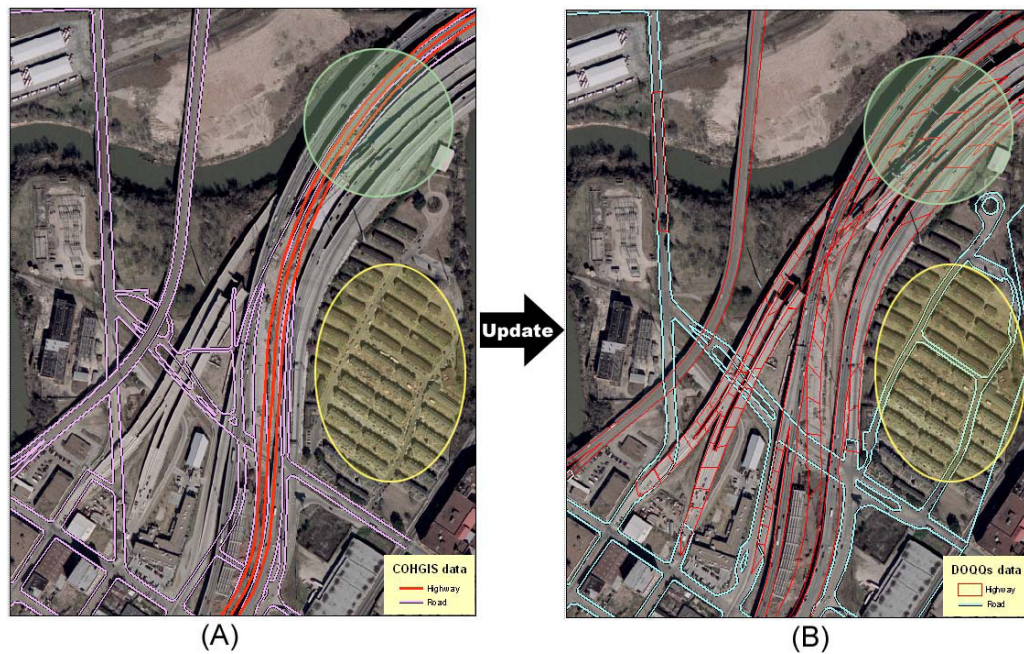 Update
COHGIS data
Highway
Road
DOQQs data
Highway
Road
(A)
(B)